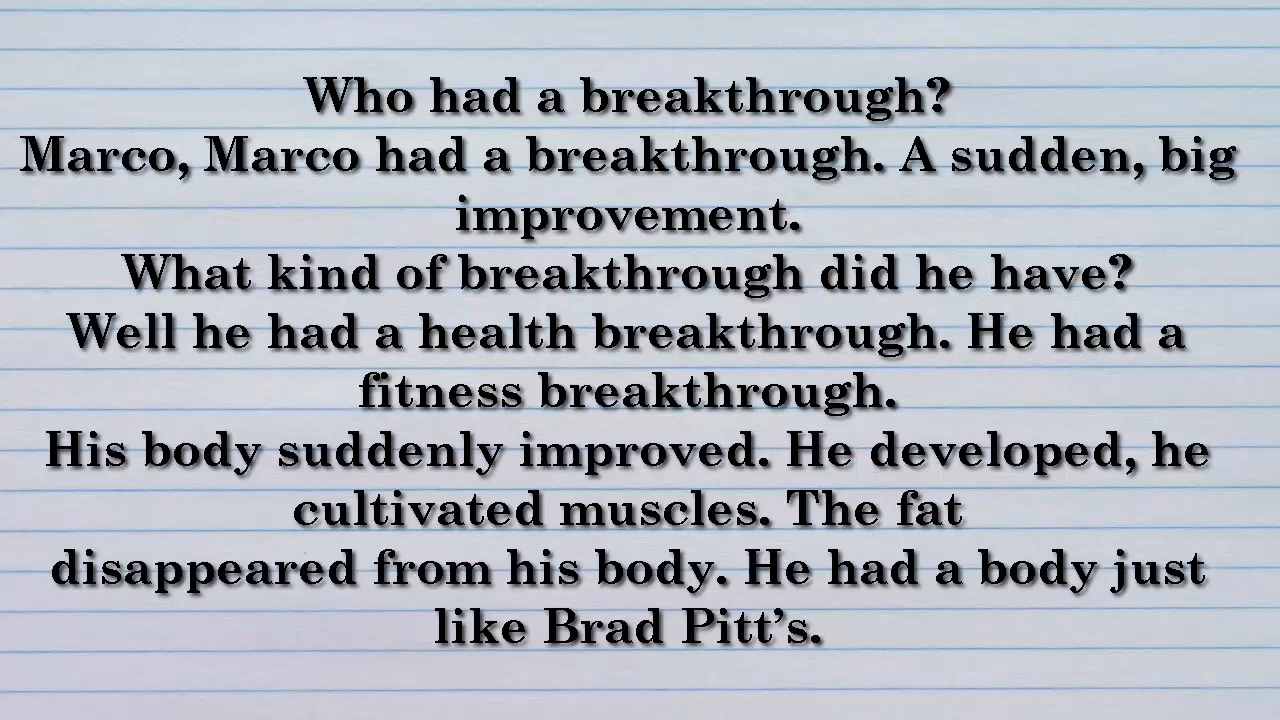 Who had a breakthrough?
Marco, Marco had a breakthrough. A sudden, big
improvement.
What kind of breakthrough did he have?
Well he had a health breakthrough. He had a
fitness breakthrough.
His body suddenly improved. He developed, he
cultivated muscles. The fat
disappeared from his body. He had a body just
like Brad Pitt’s.